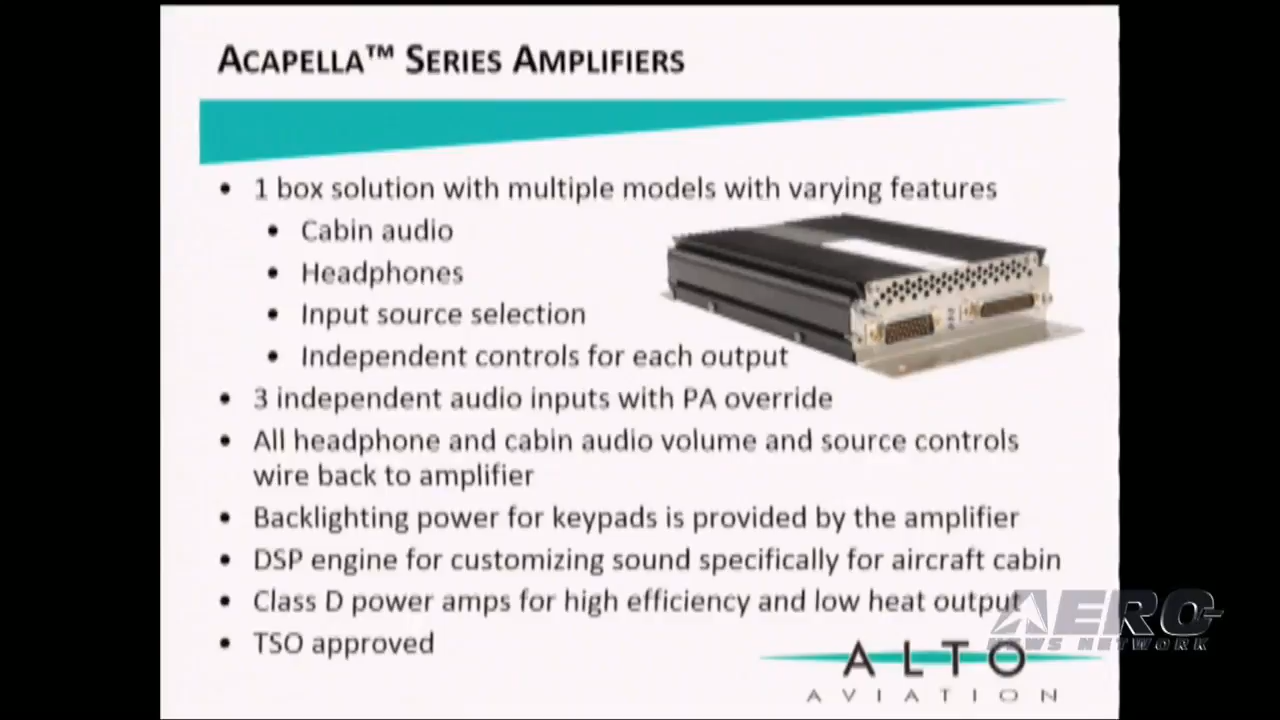 ACAPELLA™ SERIES AMPLIFIERS
• 1 box solution with multiple models with varying features
• Cabin audio
• Headphones
• Input source selection
• Independent controls for each output
• 3 independent audio inputs with PA override
• All headphone and cabin audio volume and source controls
wire back to amplifier
• Backlighting power for keypads is provided by the amplifier
• DSP engine for customizing sound specifically for aircraft cabin
• Class D power amps for high efficiency and low heat output
• TSO approved
AERO
NEWS NETWORK
ALTO
AVIATION